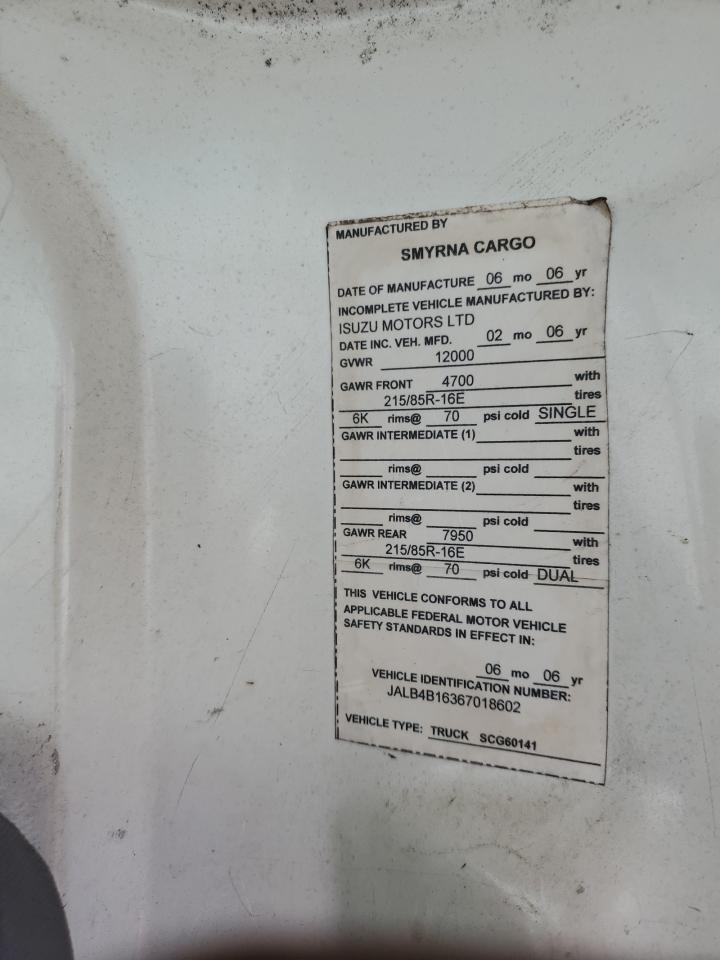 MANUFACTURED BY
SMYRNA CARGO
DATE OF MANUFACTURE 06 mo 06 yr
INCOMPLETE VEHICLE MANUFACTURED BY:
ISUZU MOTORS LTD
DATE INC. VEH. MFD. 02 mo 06 yr
GVWR 12000
GAWR FRONT 4700 with
215/85R-16E tires
6K rims@ 70 psi cold SINGLE
GAWR INTERMEDIATE (1) with
tires
rims@ psi cold
GAWR INTERMEDIATE (2) with
tires
rims@ psi cold
GAWR REAR 7950 with
215/85R-16E tires
6K rims@ 70 psi cold DUAL
THIS VEHICLE CONFORMS TO ALL
APPLICABLE FEDERAL MOTOR VEHICLE
SAFETY STANDARDS IN EFFECT IN:
06 mo 06 yr
VEHICLE IDENTIFICATION NUMBER:
JALB4B16367018602
VEHICLE TYPE: TRUCK SCG60141